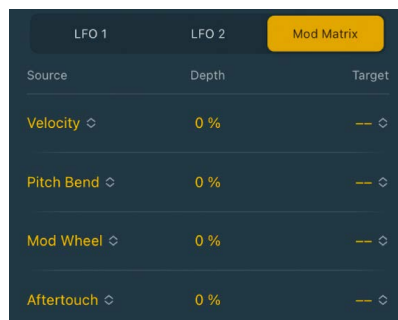 LFO 1 LFO 2 Mod Matrix
Source Depth Target
Velocity 0 % --
Pitch Bend 0 % --
Mod Wheel 0 % --
Aftertouch 0 % --